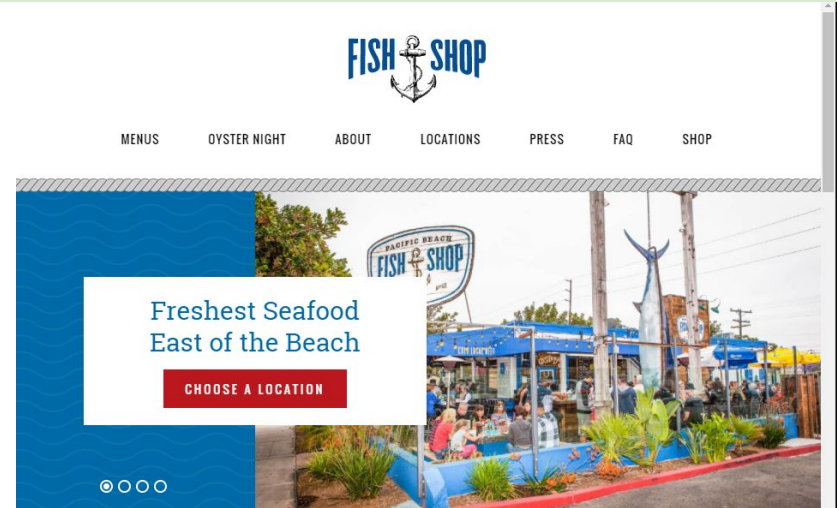 FISH SHOP
MENUS OYSTER NIGHT ABOUT LOCATIONS PRESS FAQ SHOP
PACIFIC BEACH
FISH SHOP
Freshest Seafood
East of the Beach
CHOOSE A LOCATION